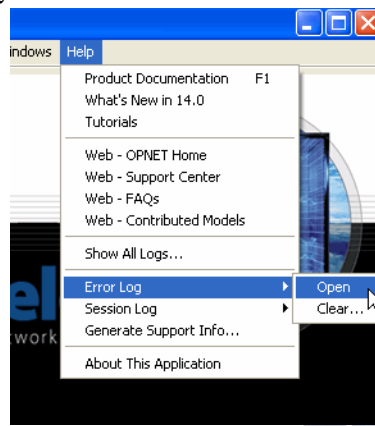 indows Help
Product Documentation F1
What's New in 14.0
Tutorials
Web - OPNET Home
Web - Support Center
Web - FAQs
Web - Contributed Models
Show All Logs...
Error Log
Open
Session Log
Clear...
Generate Support Info...
About This Application
el
twork